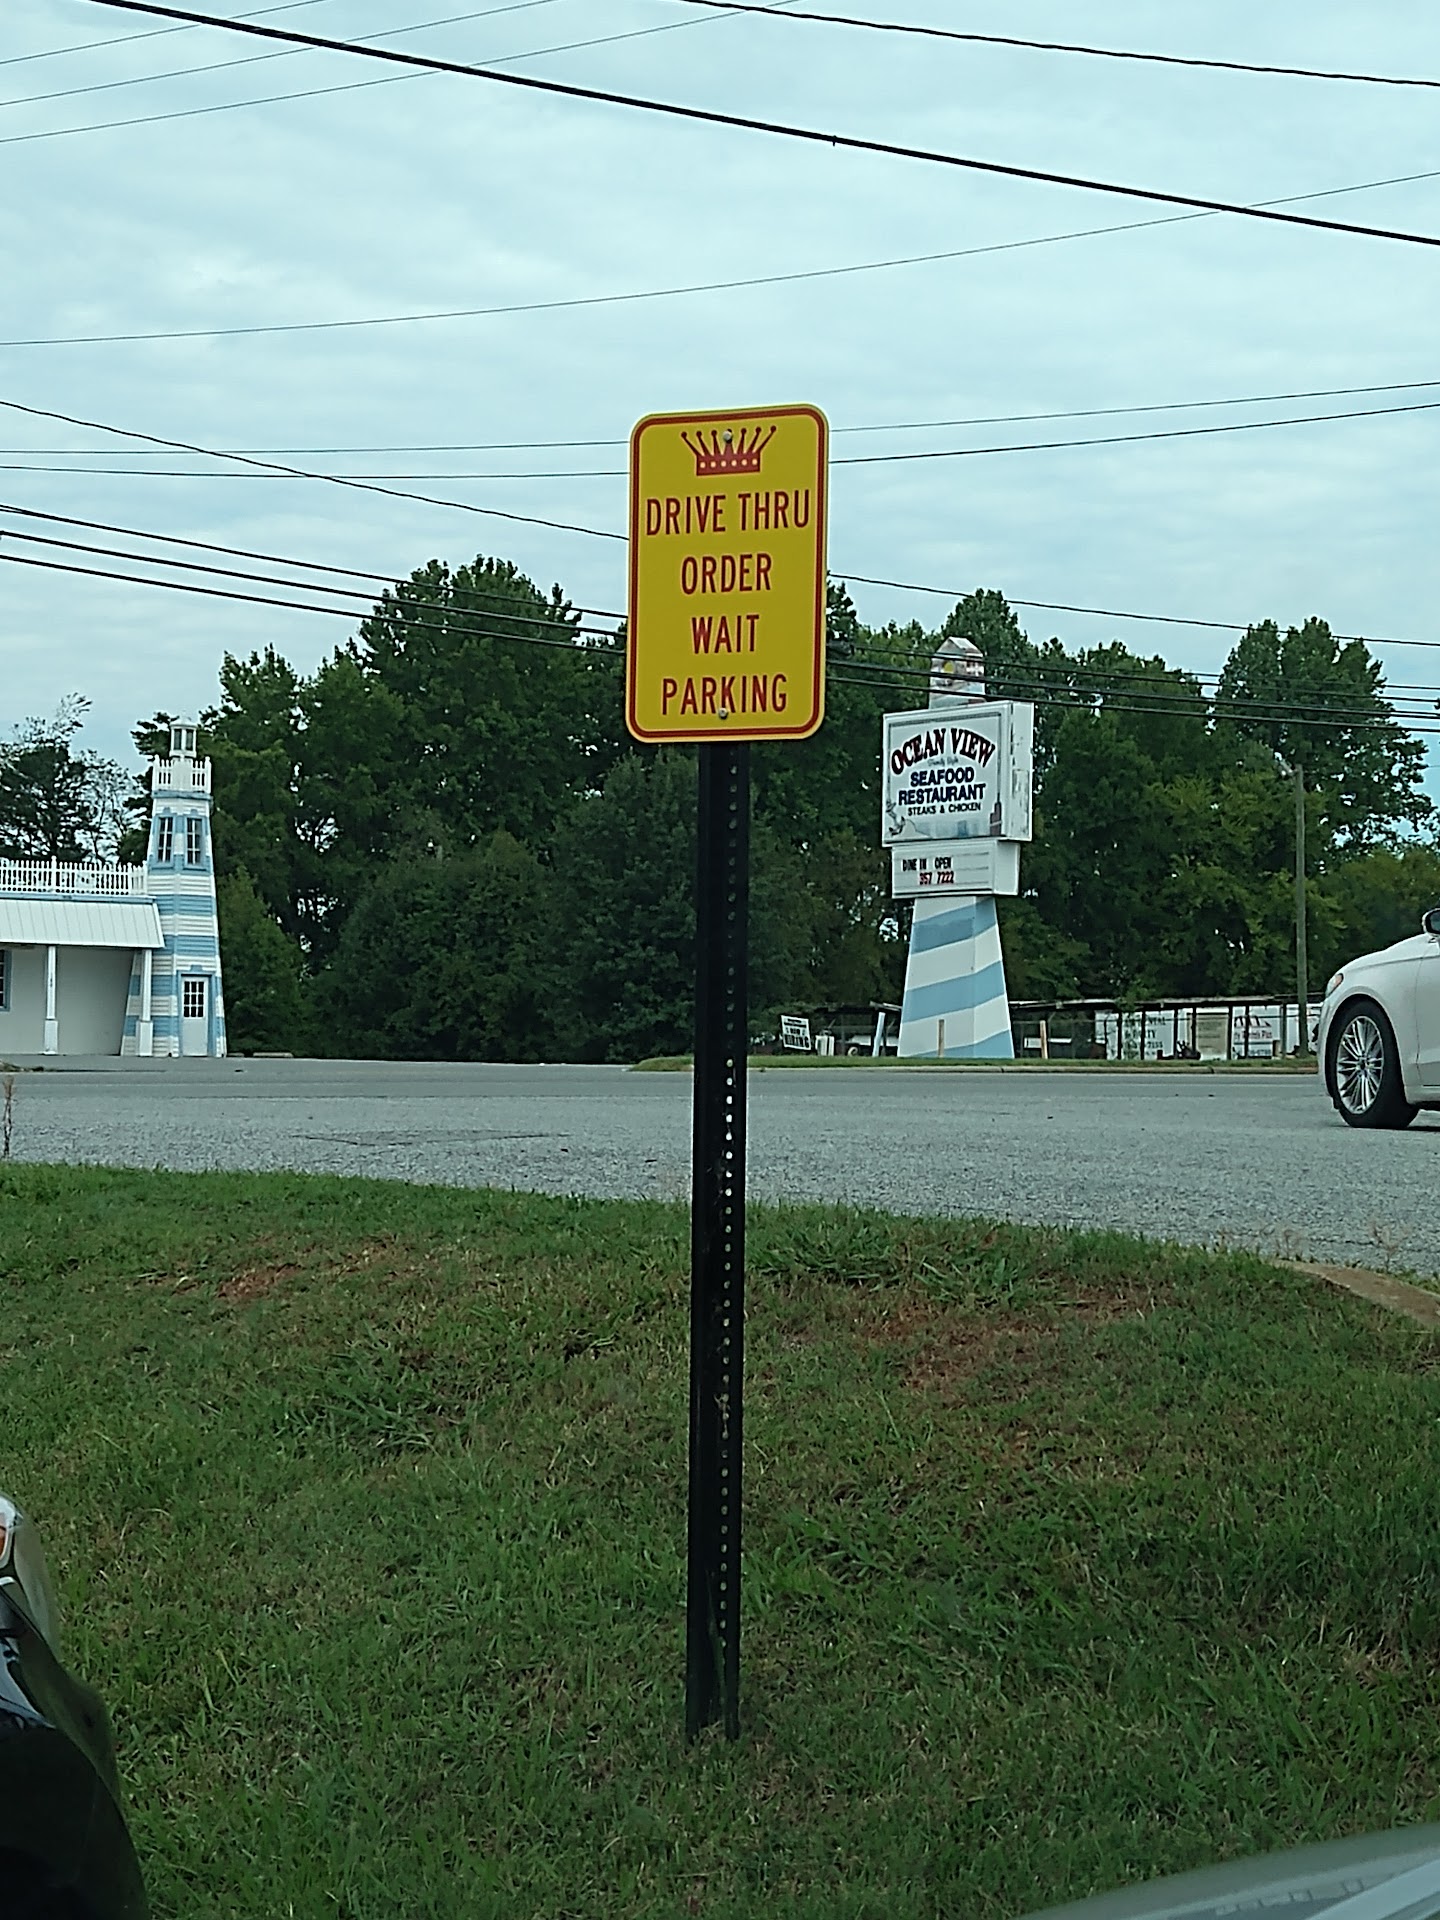 DRIVE THRU
ORDER
WAIT
PARKING
OCEAN VIEW
SEAFOOD
RESTAURANT
STEAKS & CHICKEN
DINE IN OPEN
357 7222